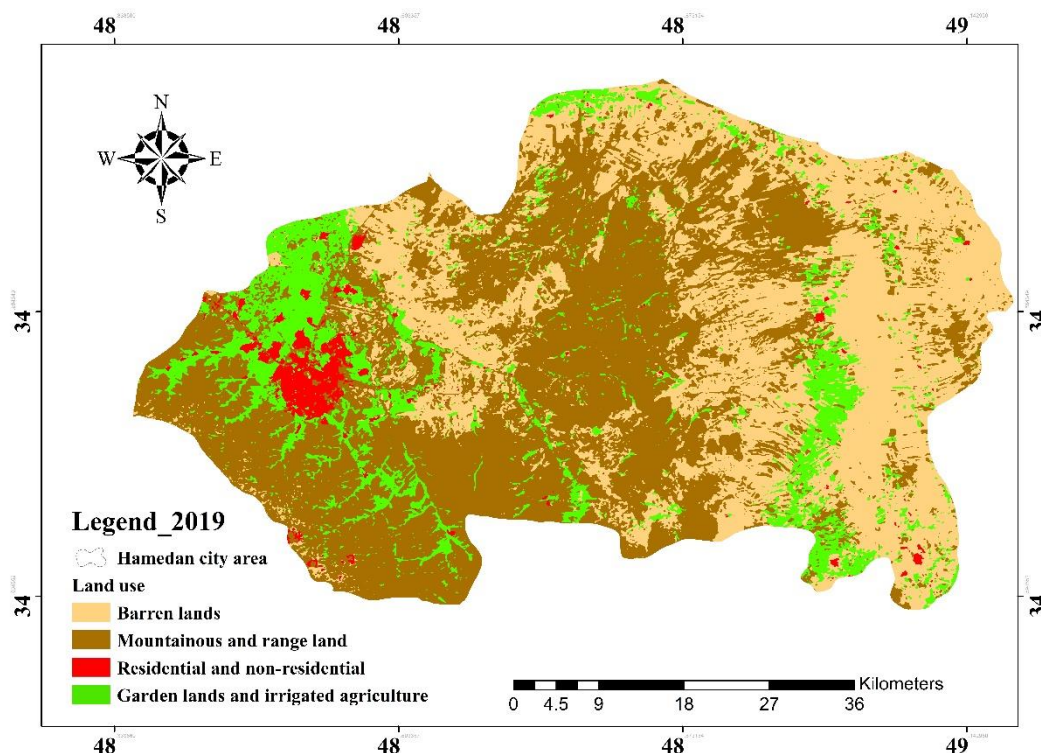 48 48 48 49
N
W E
S
34 34
Legend_2019
Hamedan city area
Land use
Barren lands
Mountainous and range land
Residential and non-residential
Garden lands and irrigated agriculture
34 34
Kilometers
0 4.5 9 18 27 36
48 48 48 49